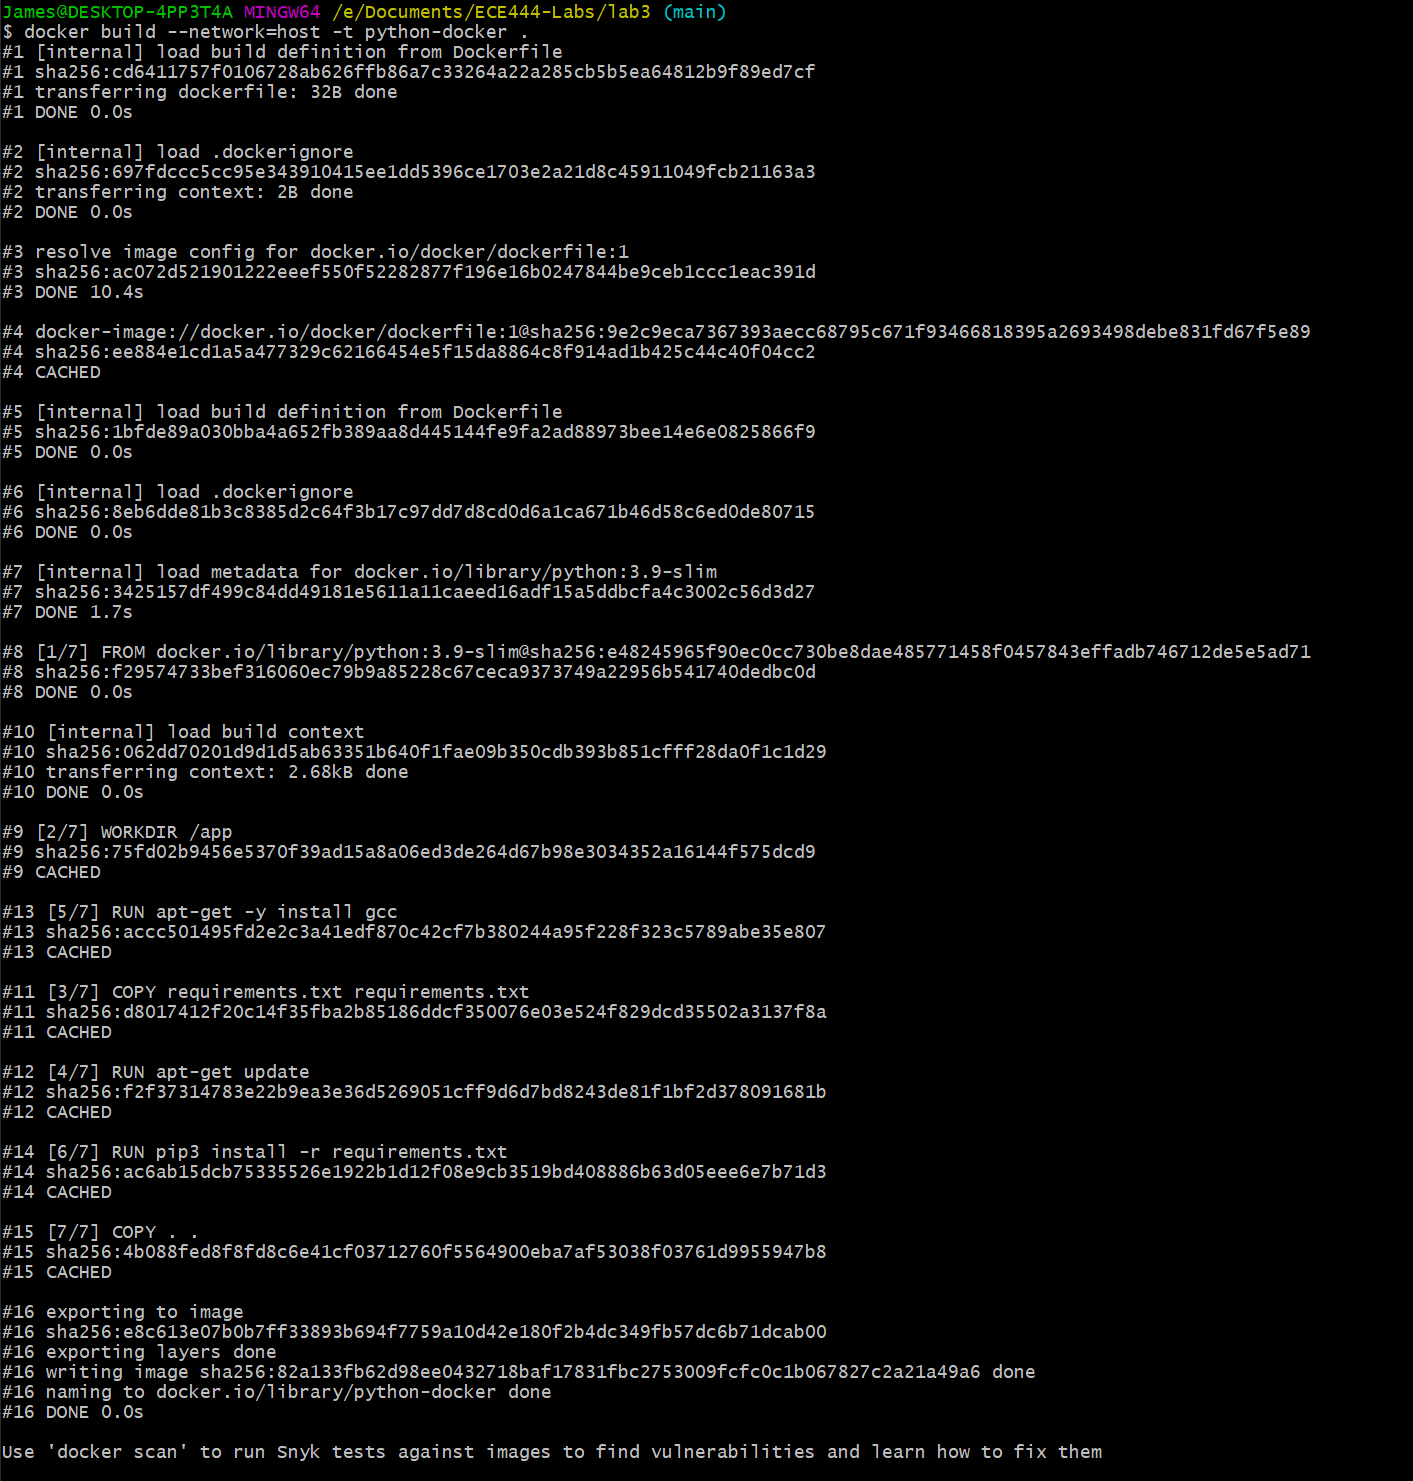 James@DESKTOP-4PP3T4A MINGW64 /e/Documents/ECE444-Labs/lab3 (main)
$ docker build --network=host -t python-docker .
#1 [internal] load build definition from Dockerfile
#1 sha256:cd6411757f0106728ab626ffb86a7c33264a22a285cb5b5ea64812b9f89ed7cf
#1 transferring dockerfile: 32B done
#1 DONE 0.0s

#2 [internal] load .dockerignore
#2 sha256:697fdccc5cc95e343910415ee1dd5396ce1703e2a21d8c45911049fcb21163a3
#2 transferring context: 2B done
#2 DONE 0.0s

#3 resolve image config for docker.io/docker/dockerfile:1
#3 sha256:ac072d521901222eeef550f52282877f196e16b0247844be9ceb1ccc1eac391d
#3 DONE 10.4s

#4 docker-image://docker.io/docker/dockerfile:1@sha256:9e2c9eca7367393aecc68795c671f93466818395a2693498debe831fd67f5e89
#4 sha256:ee884e1cd1a5a477329c62166454e5f15da8864c8f914ad1b425c44c40f04cc2
#4 CACHED

#5 [internal] load build definition from Dockerfile
#5 sha256:1bfde89a030bba4a652fb389aa8d445144fe9fa2ad88973bee14e6e0825866f9
#5 DONE 0.0s

#6 [internal] load .dockerignore
#6 sha256:8eb6dde81b3c8385d2c64f3b17c97dd7d8cd0d6a1ca671b46d58c6ed0de80715
#6 DONE 0.0s

#7 [internal] load metadata for docker.io/library/python:3.9-slim
#7 sha256:3425157df499c84dd49181e5611a11caeed16adf15a5ddbcfa4c3002c56d3d27
#7 DONE 1.7s

#8 [1/7] FROM docker.io/library/python:3.9-slim@sha256:e48245965f90ec0cc730be8dae485771458f0457843effadb746712de5e5ad71
#8 sha256:f29574733bef316060ec79b9a85228c67ceca9373749a22956b541740dedbc0d
#8 DONE 0.0s

#10 [internal] load build context
#10 sha256:062dd70201d9d1d5ab63351b640f1fae09b350cdb393b851cfff28da0f1c1d29
#10 transferring context: 2.68kB done
#10 DONE 0.0s

#9 [2/7] WORKDIR /app
#9 sha256:75fd02b9456e5370f39ad15a8a06ed3de264d67b98e3034352a16144f575dcd9
#9 CACHED

#13 [5/7] RUN apt-get -y install gcc
#13 sha256:accc501495fd2e2c3a41edf870c42cf7b380244a95f228f323c5789abe35e807
#13 CACHED

#11 [3/7] COPY requirements.txt requirements.txt
#11 sha256:d8017412f20c14f35fba2b85186ddcf350076e03e524f829dcd35502a3137f8a
#11 CACHED

#12 [4/7] RUN apt-get update
#12 sha256:f2f37314783e22b9ea3e36d5269051cff9d6d7bd8243de81f1bf2d378091681b
#12 CACHED

#14 [6/7] RUN pip3 install -r requirements.txt
#14 sha256:ac6ab15dcb75335526e1922b1d12f08e9cb3519bd408886b63d05eee6e7b71d3
#14 CACHED

#15 [7/7] COPY . .
#15 sha256:4b088fed8f8fd8c6e41cf03712760f5564900eba7af53038f03761d9955947b8
#15 CACHED

#16 exporting to image
#16 sha256:e8c613e07b0b7ff33893b694f7759a10d42e180f2b4dc349fb57dc6b71dcab00
#16 exporting layers done
#16 writing image sha256:82a133fb62d98ee0432718baf17831fbc2753009fcfc0c1b067827c2a21a49a6 done
#16 naming to docker.io/library/python-docker done
#16 DONE 0.0s

Use 'docker scan' to run Snyk tests against images to find vulnerabilities and learn how to fix them